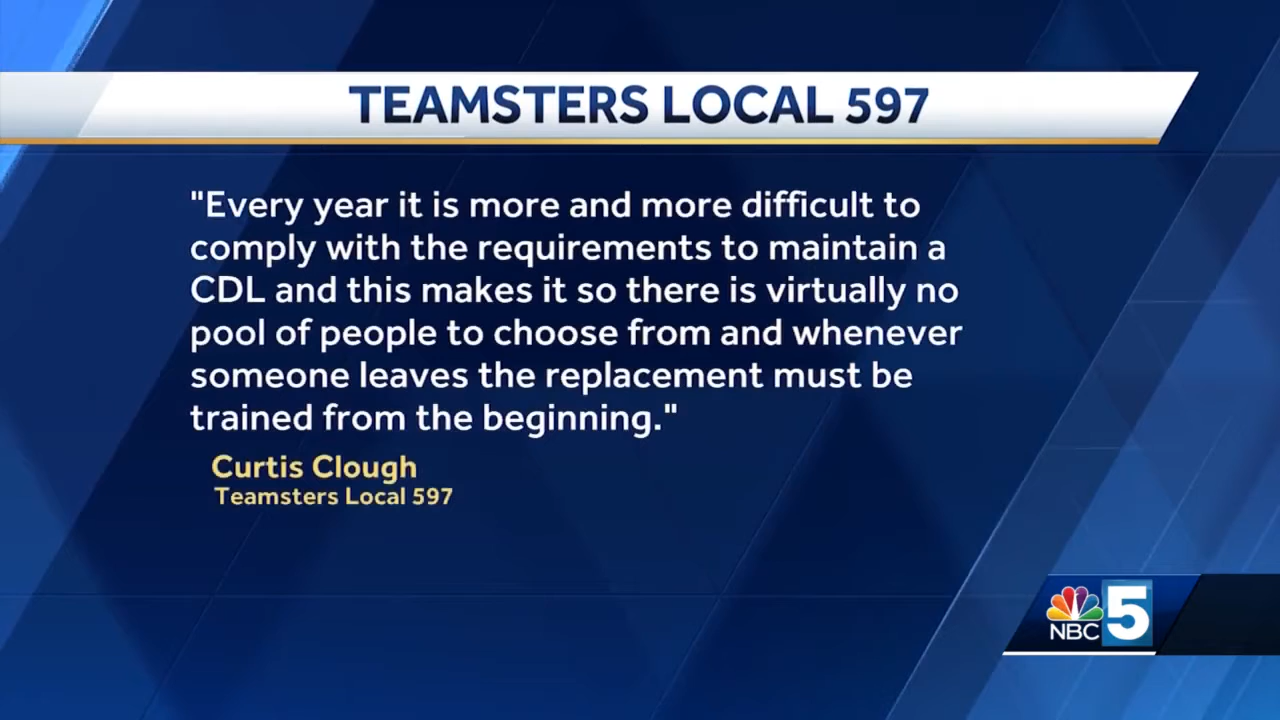 TEAMSTERS LOCAL 597
"Every year it is more and more difficult to
comply with the requirements to maintain a
CDL and this makes it so there is virtually no
pool of people to choose from and whenever
someone leaves the replacement must be
trained from the beginning."
Curtis Clough
Teamsters Local 597
NBC 5